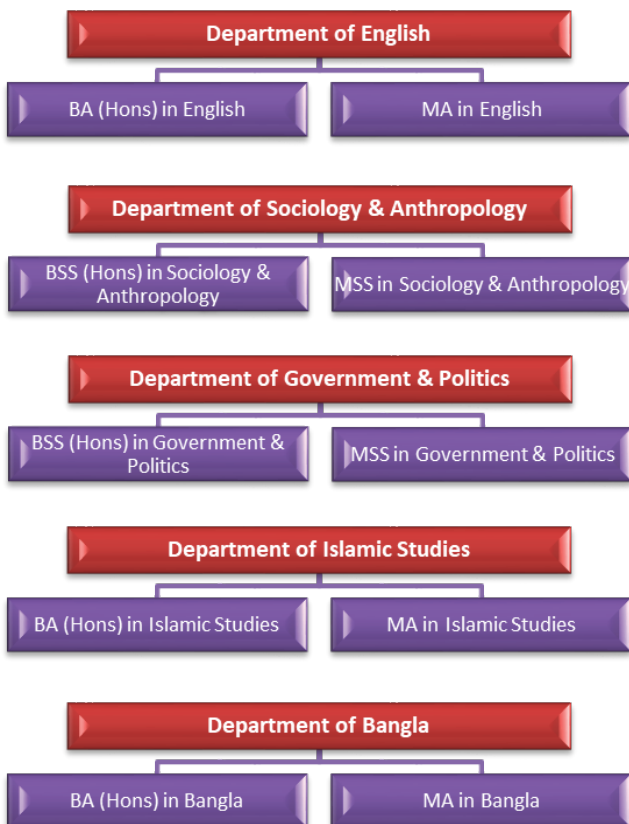 Department of English
BA (Hons) in English
MA in English
Department of Sociology & Anthropology
BSS (Hons) in Sociology &
Anthropology
MSS in Sociology & Anthropology
Department of Government & Politics
BSS (Hons) in Government &
Politics
MSS in Government & Politics
Department of Islamic Studies
BA (Hons) in Islamic Studies
MA in Islamic Studies
Department of Bangla
BA (Hons) in Bangla
MA in Bangla